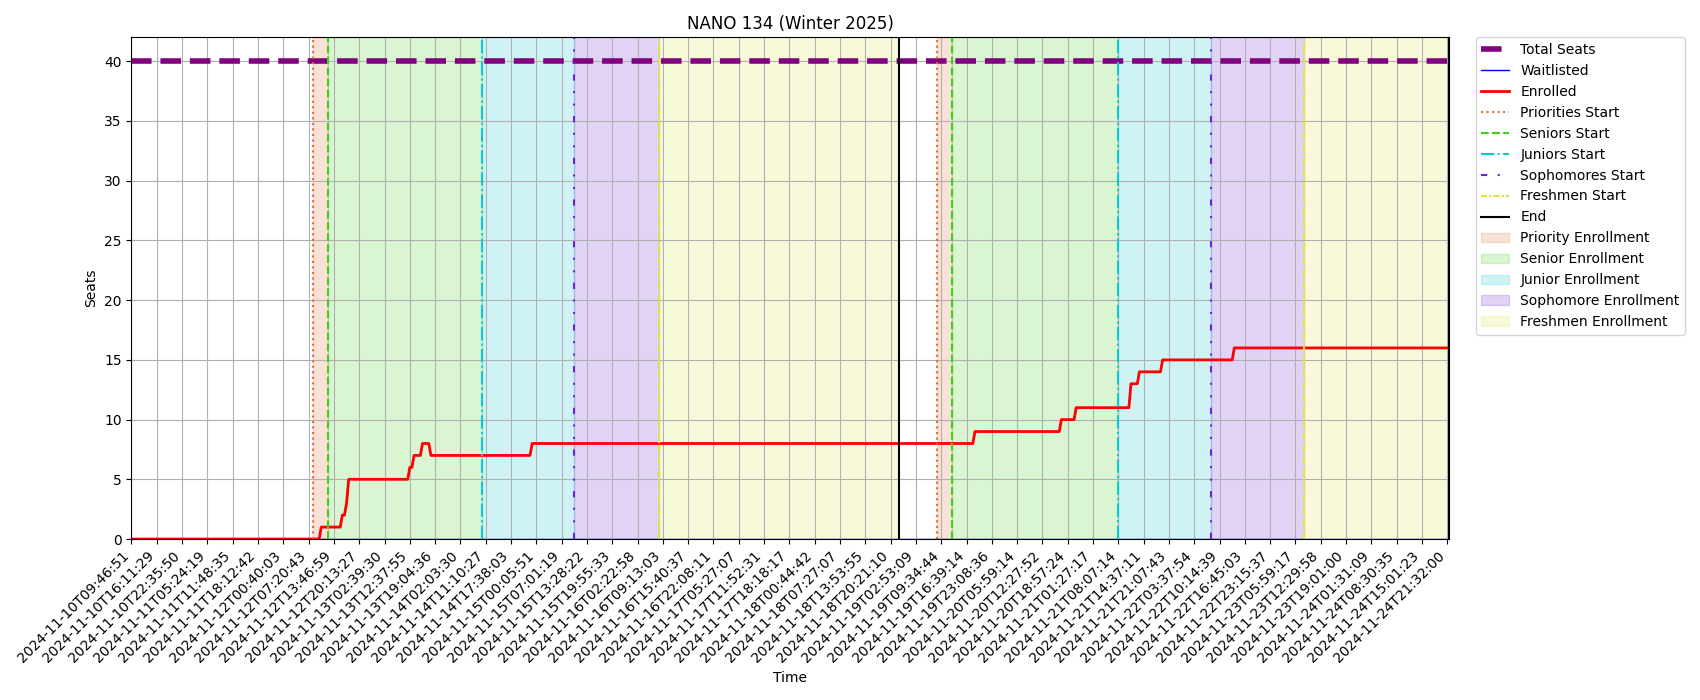 NANO 134 (Winter 2025)
Seats
40
35
30
25
20
15
10
5
0
2024-11-10T09:46:51
2024-11-10T16:11:29
2024-11-10T22:35:50
2024-11-11T05:24:19
2024-11-11T11:48:35
2024-11-11T18:12:42
2024-11-12T00:40:03
2024-11-12T07:20:43
2024-11-12T13:46:59
2024-11-12T20:13:27
2024-11-13T02:39:30
2024-11-13T12:37:55
2024-11-13T19:04:36
2024-11-14T02:03:30
2024-11-14T11:10:27
2024-11-14T17:38:03
2024-11-15T00:05:51
2024-11-15T07:01:19
2024-11-15T13:28:22
2024-11-15T19:55:33
2024-11-16T02:22:58
2024-11-16T09:13:03
2024-11-16T15:40:37
2024-11-16T22:08:11
2024-11-17T05:27:07
2024-11-17T11:52:31
2024-11-17T18:18:17
2024-11-18T00:44:42
2024-11-18T07:27:07
2024-11-18T13:53:55
2024-11-18T20:21:10
2024-11-19T02:53:09
2024-11-19T09:34:44
2024-11-19T16:39:14
2024-11-19T23:08:36
2024-11-20T05:59:14
2024-11-20T12:27:52
2024-11-20T18:57:24
2024-11-21T01:27:17
2024-11-21T08:07:14
2024-11-21T14:37:11
2024-11-21T21:07:43
2024-11-22T03:37:54
2024-11-22T10:14:39
2024-11-22T16:45:03
2024-11-22T23:15:37
2024-11-23T05:59:17
2024-11-23T12:29:58
2024-11-23T19:01:00
2024-11-24T01:31:09
2024-11-24T08:30:35
2024-11-24T15:01:23
2024-11-24T21:32:00
Time
Total Seats
Waitlisted
Enrolled
Priorities Start
Seniors Start
Juniors Start
Sophomores Start
Freshmen Start
End
Priority Enrollment
Senior Enrollment
Junior Enrollment
Sophomore Enrollment
Freshmen Enrollment